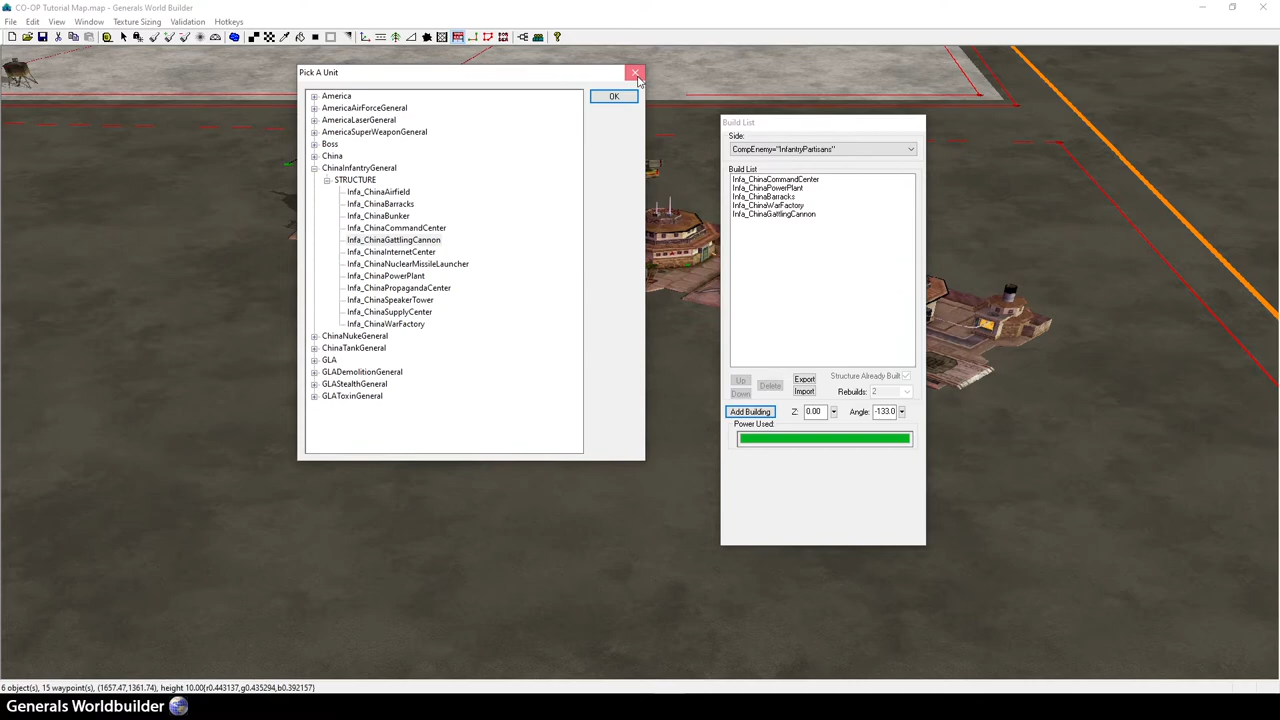 CO-OP Tutorial Map.map - Generals World Builder
File Edit View Window Texture Sizing Validation Hotkeys
Pick A Unit
OK
America
AmericaAirForceGeneral
AmericaLaserGeneral
AmericaSuperWeaponGeneral
Boss
China
ChinaInfantryGeneral
STRUCTURE
Infa_ChinaAirfield
Infa_ChinaBarracks
Infa_ChinaBunker
Infa_ChinaCommandCenter
Infa_ChinaGattlingCannon
Infa_ChinaInternetCenter
Infa_ChinaNuclearMissileLauncher
Infa_ChinaPowerPlant
Infa_ChinaPropagandaCenter
Infa_ChinaSpeakerTower
Infa_ChinaSupplyCenter
Infa_ChinaWarFactory
ChinaNukeGeneral
ChinaTankGeneral
GLA
GLADemolitionGeneral
GLAStealthGeneral
GLAToxinGeneral
Build List
Side:
CompEnemy="InfantryPartisans"
Build List
Infa_ChinaCommandCenter
Infa_ChinaPowerPlant
Infa_ChinaBarracks
Infa_ChinaWarFactory
Infa_ChinaGattlingCannon
Up Delete Export Structure Already Built
Down Import Rebuilds: 2
Add Building Z: 0.00 Angle: -133.0
Power Used:
6 object(s), 15 waypoint(s), (1657.47,1361.74), height 10.00{r0.443137,g0.435294,b0.392157}
Generals Worldbuilder